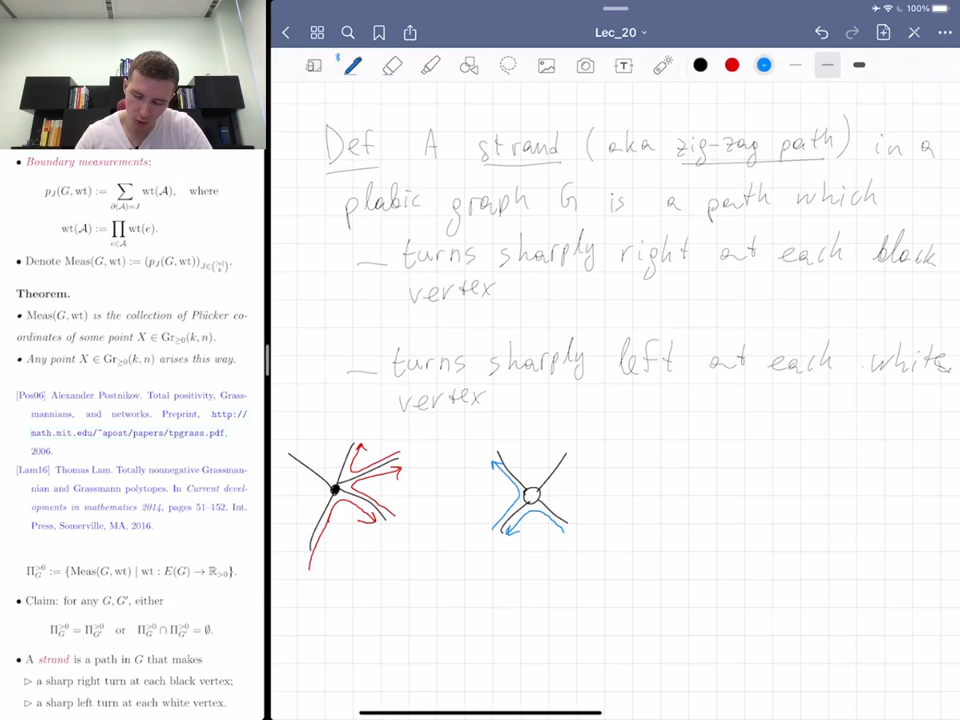 100%
Lec_20
• Boundary measurements:
p_J(G, wt) := ∑_{∂(A)=J} wt(A), where
wt(A) := ∏_{e∈A} wt(e).
• Denote Meas(G, wt) := (p_J(G, wt))_{J∈\binom{[n]}{k}}.
Theorem.
• Meas(G, wt) is the collection of Plücker co-
ordinates of some point X ∈ Gr_{≥0}(k, n).
• Any point X ∈ Gr_{≥0}(k, n) arises this way.
[Pos06] Alexander Postnikov. Total positivity, Grass-
mannians, and networks. Preprint, http://
math.mit.edu/~apost/papers/tpgrass.pdf,
2006.
[Lam16] Thomas Lam. Totally nonnegative Grassman-
nian and Grassmann polytopes. In Current devel-
opments in mathematics 2014, pages 51–152. Int.
Press, Somerville, MA, 2016.
Π_G^{>0} := {Meas(G, wt) | wt : E(G) → ℝ_{>0}}.
• Claim: for any G, G′, either
Π_G^{>0} = Π_{G′}^{>0} or Π_G^{>0} ∩ Π_{G′}^{>0} = ∅.
• A strand is a path in G that makes
▷ a sharp right turn at each black vertex;
▷ a sharp left turn at each white vertex.
Def A strand (aka zig-zag path) in a
plabic graph G is a path which
– turns sharply right at each black
vertex
– turns sharply left at each white
vertex